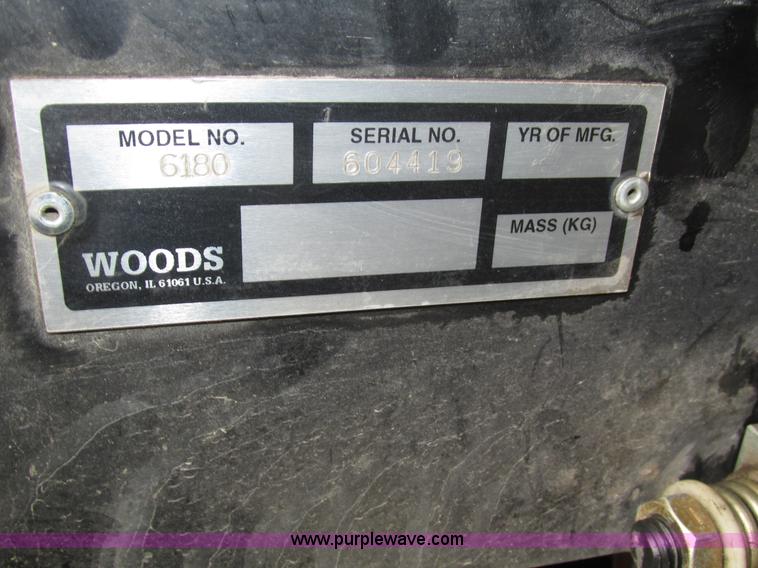 MODEL NO.
6180
SERIAL NO.
604419
YR OF MFG.
MASS (KG)
WOODS
OREGON, IL 61061 U.S.A.
www.purplewave.com